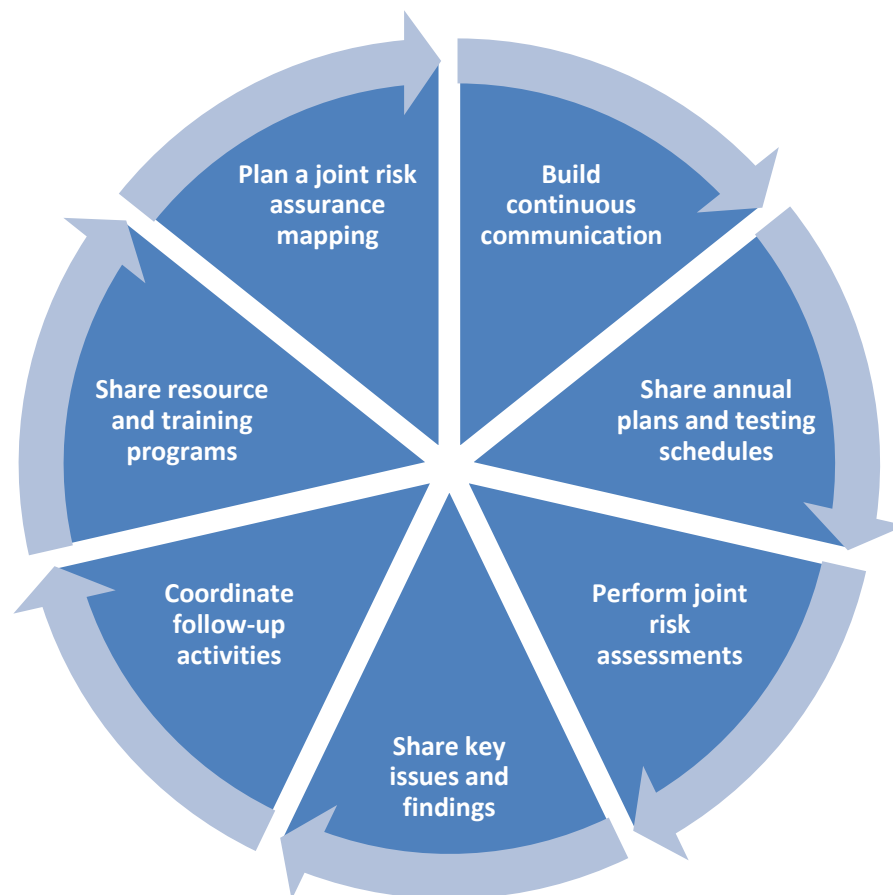 Build
continuous
communication
Share annual
plans and testing
schedules
Perform joint
risk
assessments
Share key
issues and
findings
Coordinate
follow-up
activities
Share resource
and training
programs
Plan a joint risk
assurance
mapping